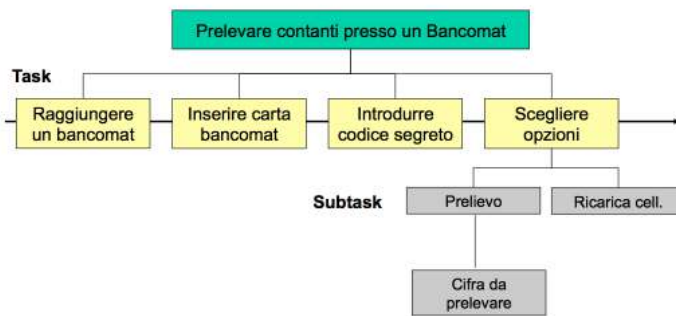 Prelevare contanti presso un Bancomat
Task
Raggiungere
un bancomat
Inserire carta
bancomat
Introdurre
codice segreto
Scegliere
opzioni
Subtask
Prelievo
Ricarica cell.
Cifra da
prelevare